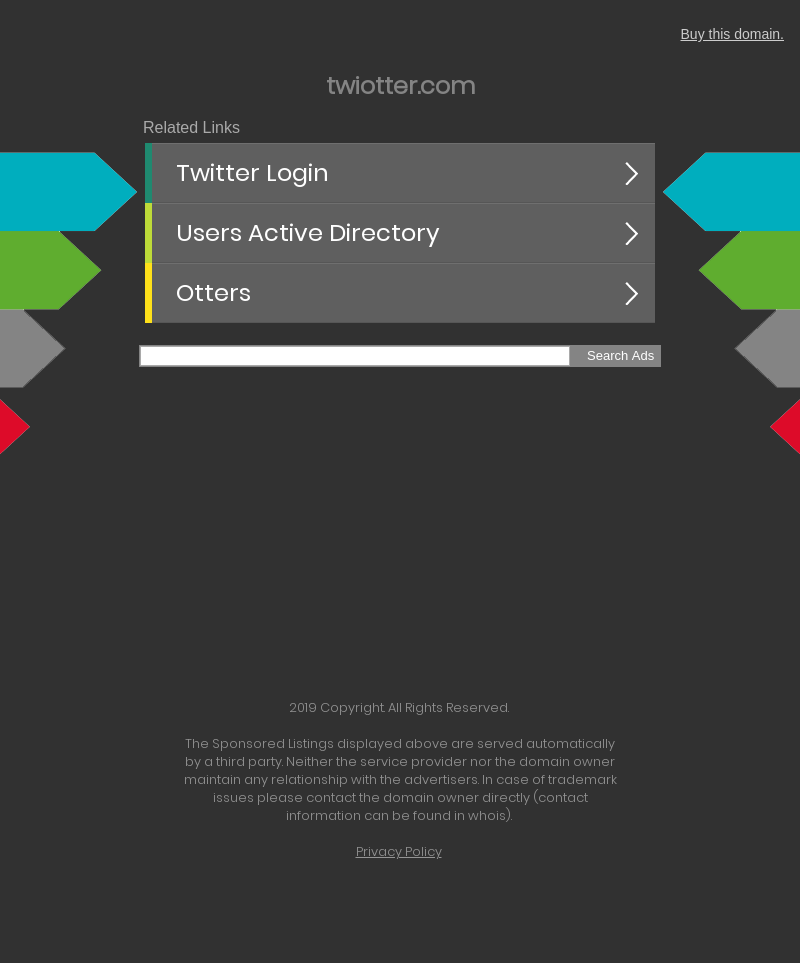 Buy this domain.
twiotter.com
Related Links
Twitter Login
Users Active Directory
Otters
Search Ads
2019 Copyright. All Rights Reserved.
The Sponsored Listings displayed above are served automatically
by a third party. Neither the service provider nor the domain owner
maintain any relationship with the advertisers. In case of trademark
issues please contact the domain owner directly (contact
information can be found in whois).
Privacy Policy